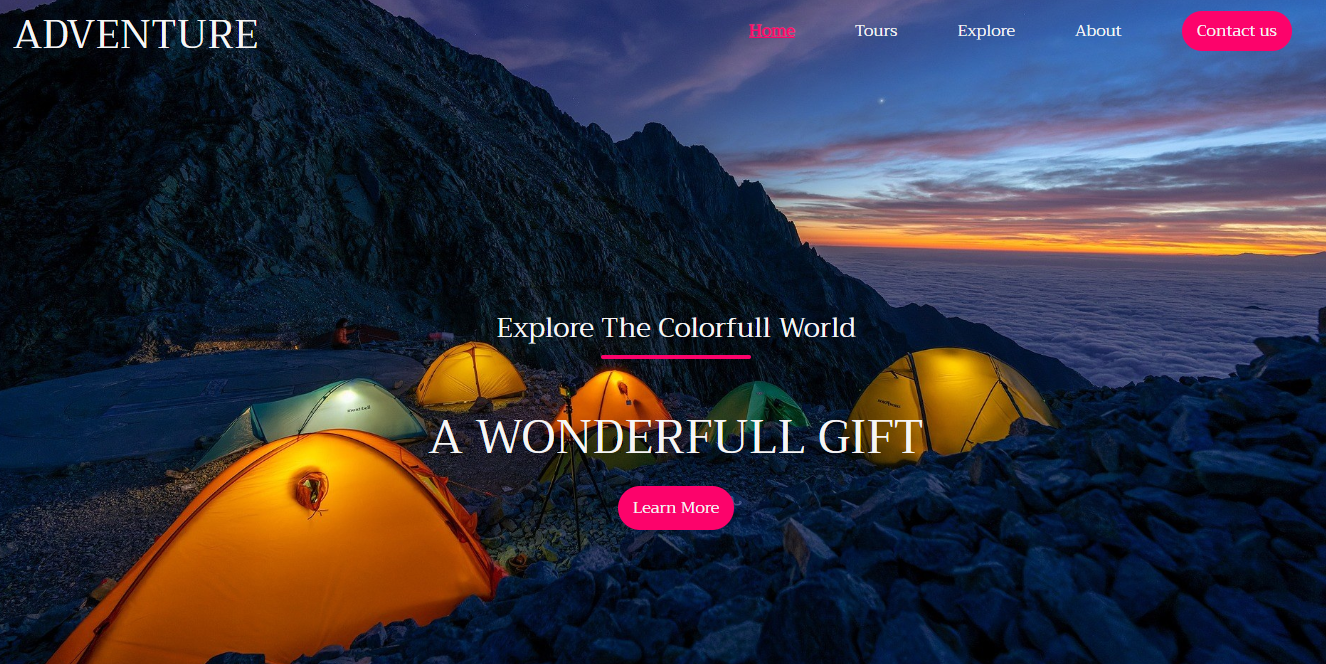 ADVENTURE
Home Tours Explore About Contact us
Explore The Colorfull World
A WONDERFULL GIFT
Learn More